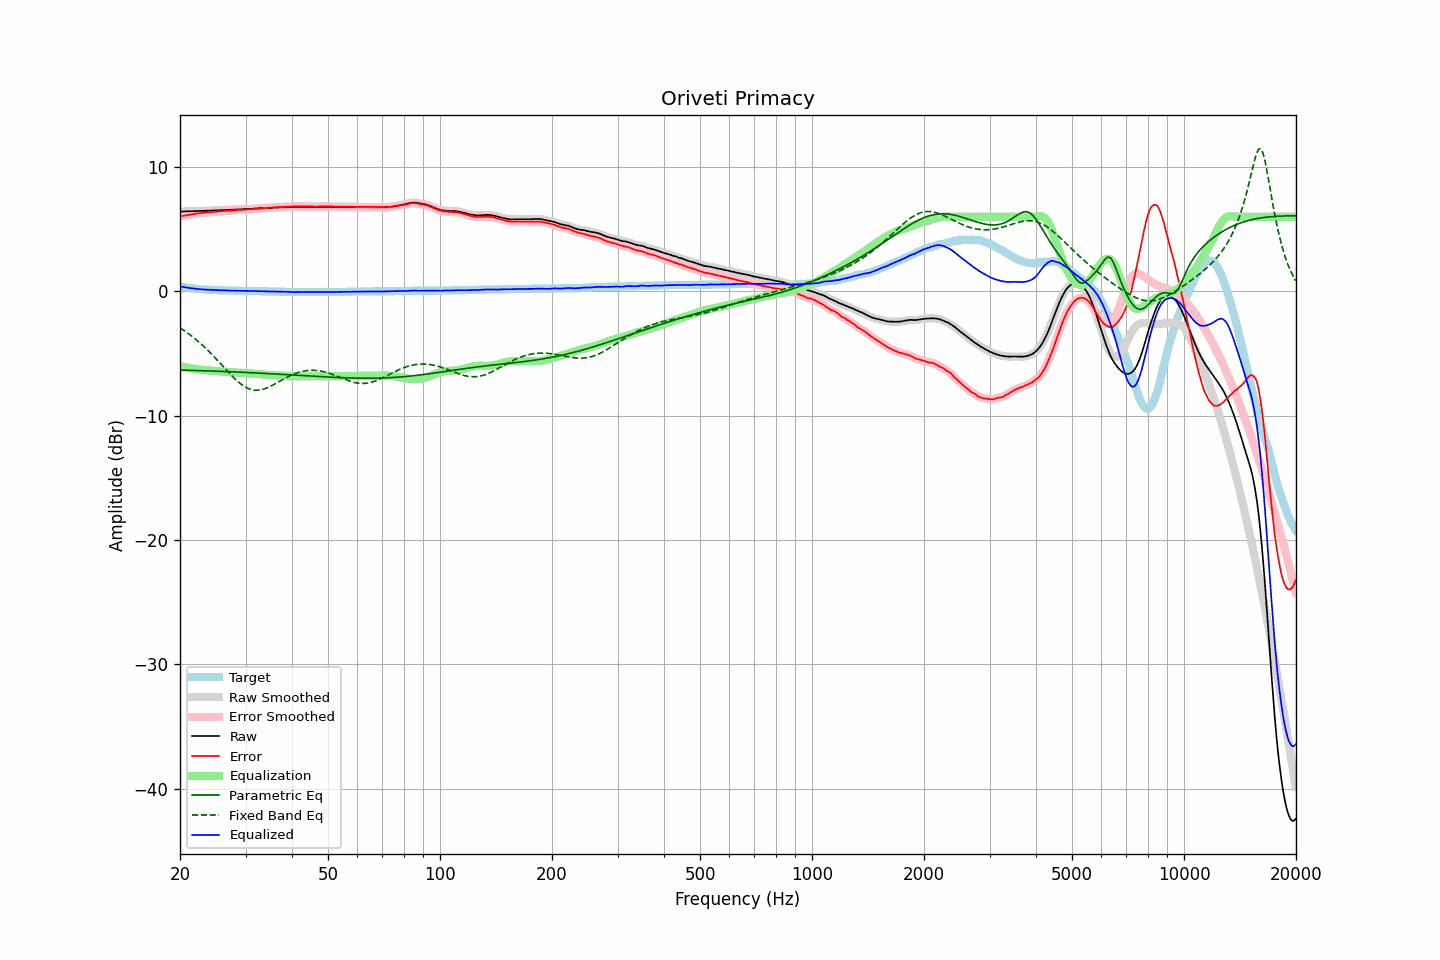 Oriveti Primacy
10
0
−10
−20
−30
−40
Amplitude (dBr)
Target
Raw Smoothed
Error Smoothed
Raw
Error
Equalization
Parametric Eq
Fixed Band Eq
Equalized
20 50 100 200 500 1000 2000 5000 10000 20000
Frequency (Hz)